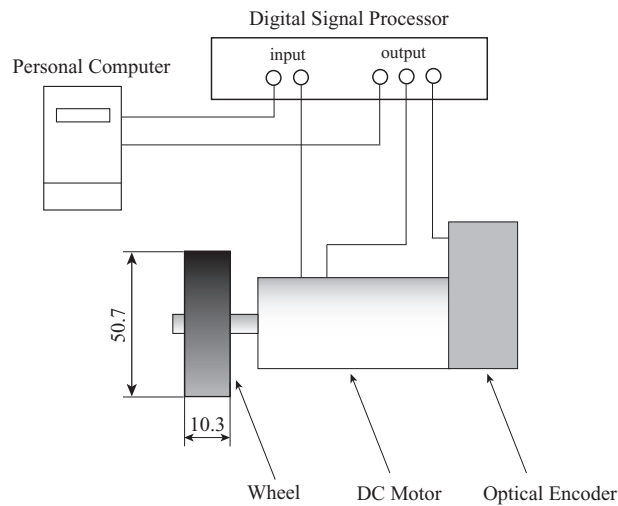 Digital Signal Processor
input
output
Personal Computer
50.7
10.3
Wheel
DC Motor
Optical Encoder